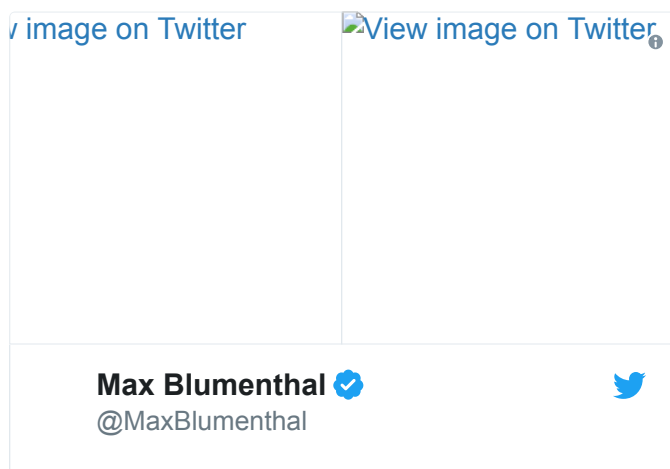 w image on Twitter View image on Twitter
Max Blumenthal
@MaxBlumenthal